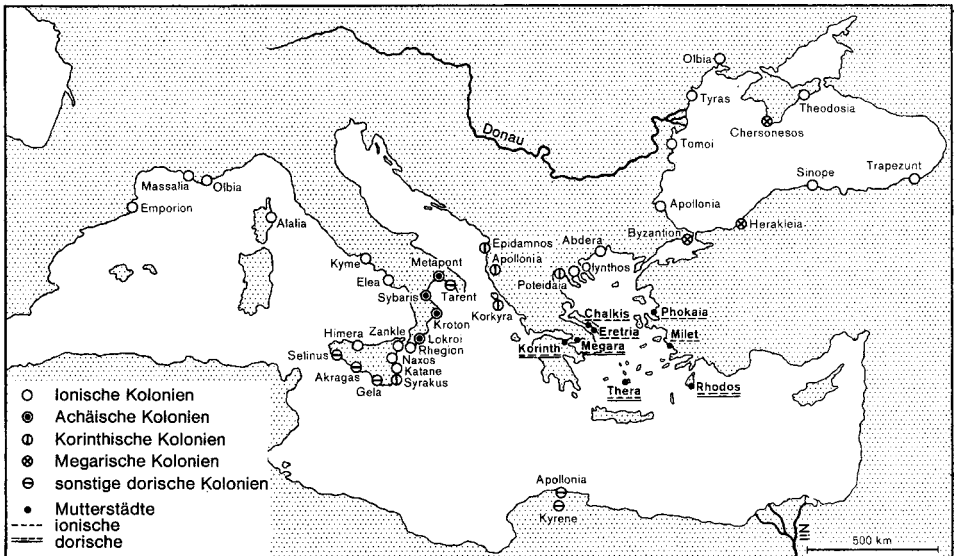 Olbia
Tyras
Theodosia
Chersonesos
Donau
Tomoi
Trapezunt
Sinope
Massalia
Olbia
Emporion
Alalia
Apollonia
Herakleia
Byzantion
Epidamnos
Abdera
Apollonia
Metapont
Kyme
Olynthos
Elea
Poteidaia
Tarent
Sybaris
Korkyra
Kroton
Chalkis
Phokaia
Eretria
Himera
Zankle
Lokroi
Milet
Rhegion
Korinth
Megara
Selinus
Naxos
Akragas
Katane
Gela
Syrakus
Thera
Rhodos
Ionische Kolonien
Achäische Kolonien
Korinthische Kolonien
Megarische Kolonien
sonstige dorische Kolonien
Mutterstädte
ionische
dorische
Apollonia
Kyrene
Nil
500 km